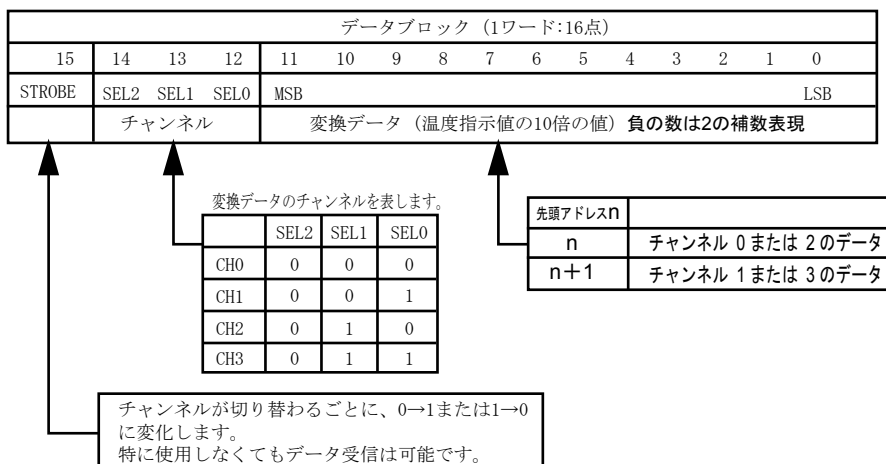 データブロック（1ワード:16点）
15 14 13 12 11 10 9 8 7 6 5 4 3 2 1 0
STROBE SEL2 SEL1 SEL0 MSB LSB
チャンネル 変換データ（温度指示値の10倍の値）負の数は2の補数表現
変換データのチャンネルを表します。
SEL2 SEL1 SEL0
CH0 0 0 0
CH1 0 0 1
CH2 0 1 0
CH3 0 1 1
先頭アドレスn
n チャンネル 0 または 2 のデータ
n＋1 チャンネル 1 または 3 のデータ
チャンネルが切り替わるごとに、0→1または1→0
に変化します。
特に使用しなくてもデータ受信は可能です。